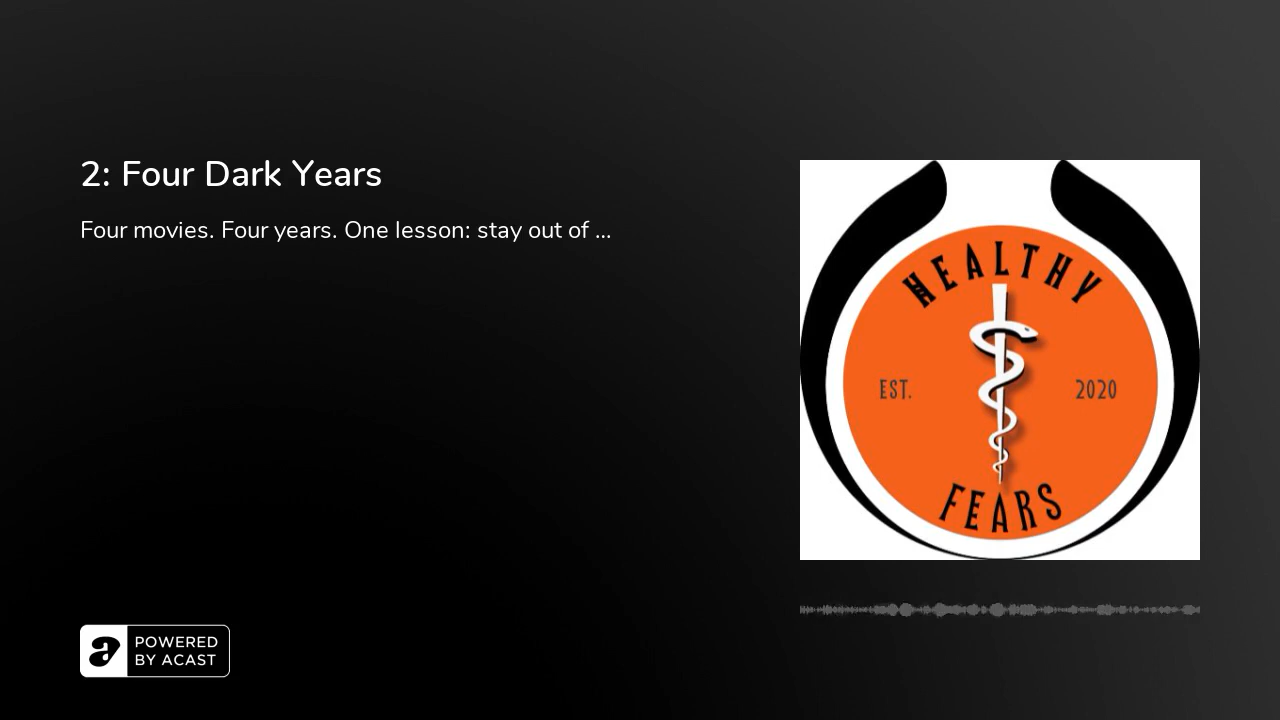 2: Four Dark Years
Four movies. Four years. One lesson: stay out of ...
HEALTHY
EST.
2020
FEARS
a POWERED
BY ACAST